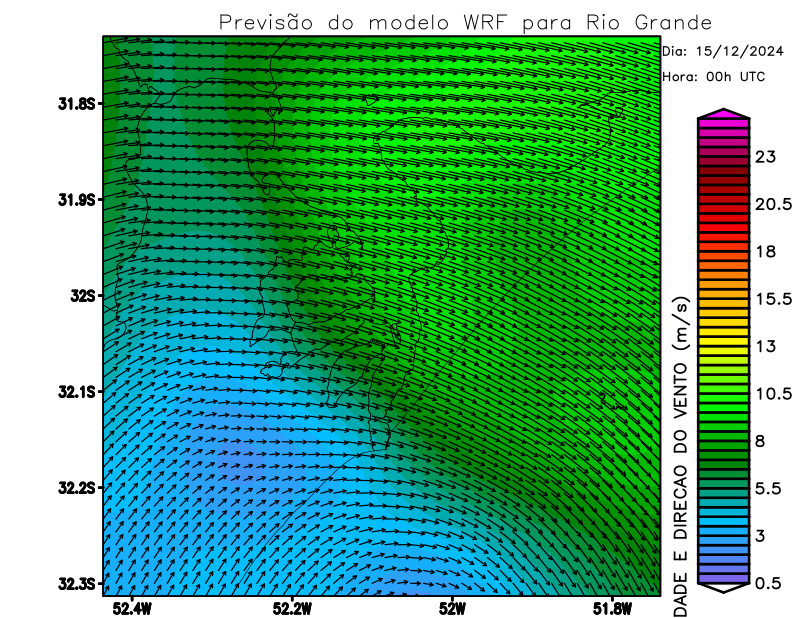 Previsão do modelo WRF para Rio Grande
Dia: 15/12/2024
Hora: 00h UTC
31.8S
31.9S
32S
32.1S
32.2S
32.3S
52.4W
52.2W
52W
51.8W
DADE E DIRECAO DO VENTO (m/s)
23
20.5
18
15.5
13
10.5
8
5.5
3
0.5